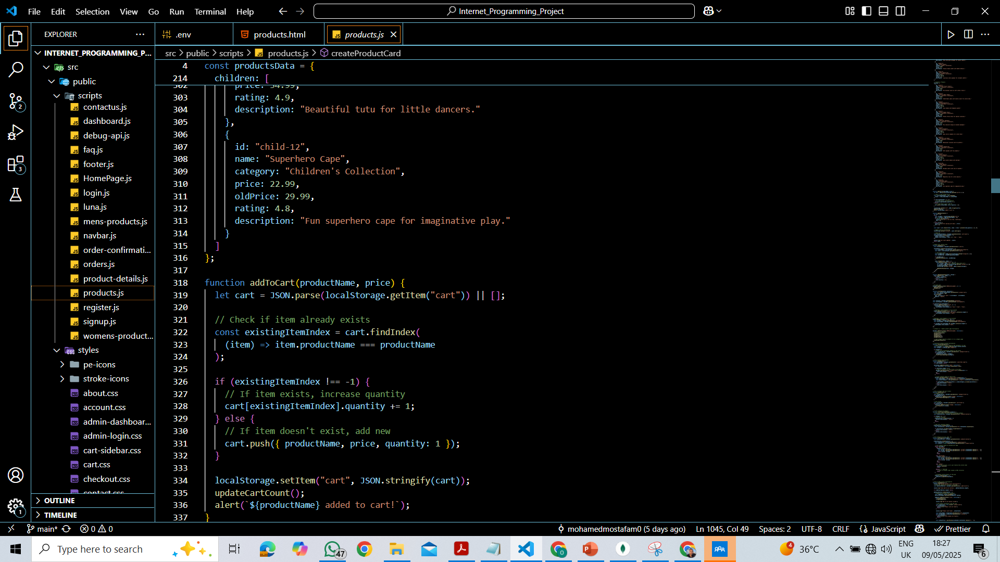 File Edit Selection View Go Run Terminal Help
Internet_Programming_Project
EXPLORER
.env
products.html
products.js
INTERNET_PROGRAMMING_P...
src
public
scripts
contactus.js
dashboard.js
debug-api.js
faq.js
footer.js
HomePage.js
login.js
luna.js
mens-products.js
navbar.js
order-confirmati...
orders.js
product-details.js
products.js
register.js
signup.js
womens-product...
styles
pe-icons
stroke-icons
about.css
account.css
admin-dashboar...
admin-login.css
cart-sidebar.css
cart.css
checkout.css
contact.css
OUTLINE
TIMELINE
src > public > scripts > products.js > createProductCard
4 const productsData = {
214 children: [
302 price: 34.99,
303 rating: 4.9,
304 description: "Beautiful tutu for little dancers."
305 },
306 {
307 id: "child-12",
308 name: "Superhero Cape",
309 category: "Children's Collection",
310 price: 22.99,
311 oldPrice: 29.99,
312 rating: 4.8,
313 description: "Fun superhero cape for imaginative play."
314 }
315 ]
316 };
317
318 function addToCart(productName, price) {
319 let cart = JSON.parse(localStorage.getItem("cart")) || [];
320
321 // Check if item already exists
322 const existingItemIndex = cart.findIndex(
323 (item) => item.productName === productName
324 );
325
326 if (existingItemIndex !== -1) {
327 // If item exists, increase quantity
328 cart[existingItemIndex].quantity += 1;
329 } else {
330 // If item doesn't exist, add new
331 cart.push({ productName, price, quantity: 1 });
332 }
333
334 localStorage.setItem("cart", JSON.stringify(cart));
335 updateCartCount();
336 alert(`${productName} added to cart!`);
337 }
2
3
1
main* 0 0
mohamedmostafam0 (5 days ago) Ln 1045, Col 49 Spaces: 2 UTF-8 CRLF {} JavaScript Prettier
Type here to search
47
4
36°C
ENG
UK
18:27
09/05/2025
6